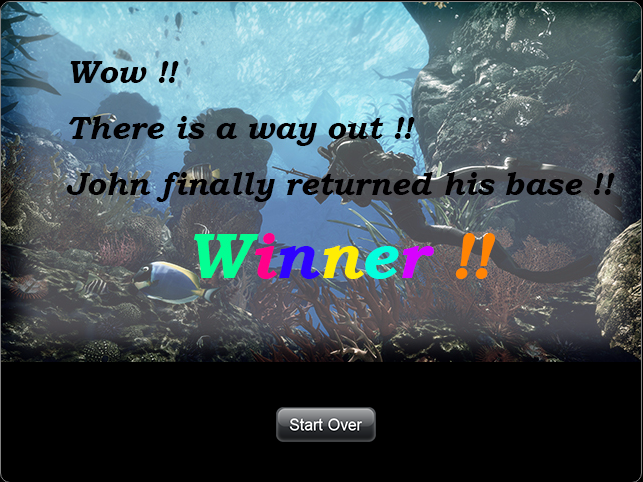 Wow !!
There is a way out !!
John finally returned his base !!
Winner !!
Start Over